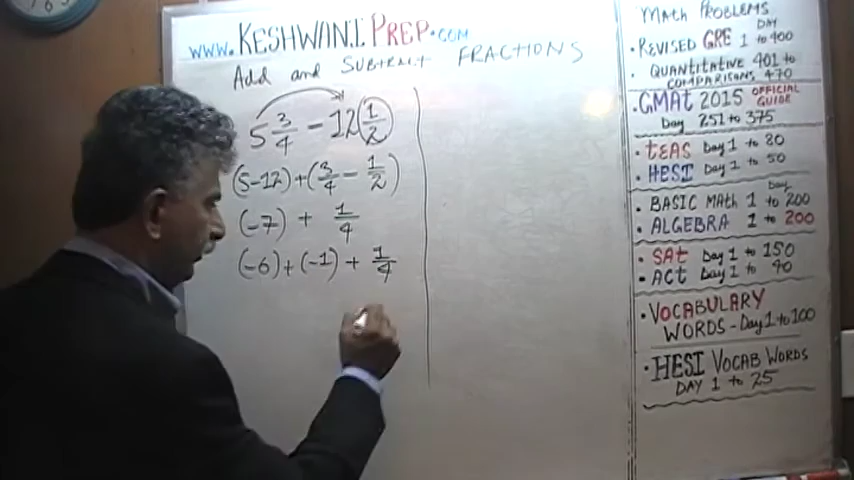 www.KESHWANI PREP.com
Add and SUBTRACT FRACTIONS
5 3/4 - 12 1/2
(5-12)+(3/4 - 1/2)
(-7) + 1/4
(-6)+(-1)+ 1/4
MATH PROBLEMS
DAY
• REVISED GRE 1 to 400
• QUANTITATIVE 401 to
COMPARISONS 470
• GMAt 2015 OFFICIAL GUIDE
Day 251 to 375
• tEAS Day 1 to 80
• HESI Day 1 to 50
Day
• BASIC MAth 1 to 200
• ALGEBRA 1 to 200
• SAt Day 1 to 150
• ACt Day 1 to 90
• VOCABULARY
WORDS - Day 1 to 100
• HESI VOCAB WORDS
DAY 1 to 25